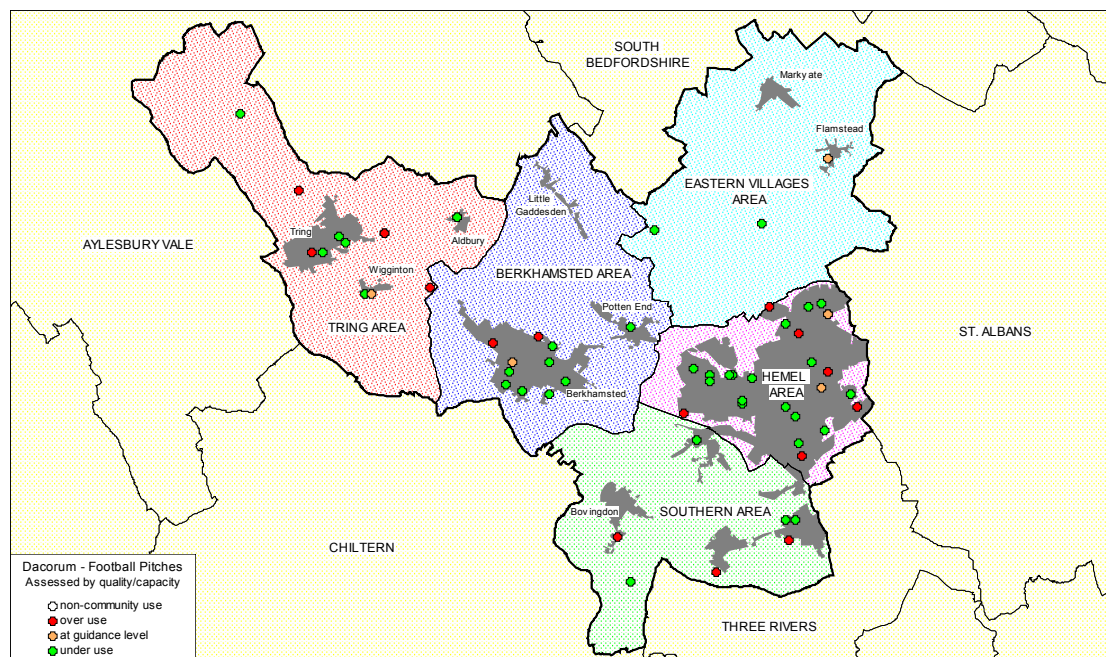 SOUTH
BEDFORDSHIRE
Markyate
Flamstead
EASTERN VILLAGES
AREA
Little
Gaddesden
AYLESBURY VALE
Tring
Aldbury
Wigginton
BERKHAMSTED AREA
Potten End
TRING AREA
ST. ALBANS
HEMEL
AREA
Berkhamsted
Bovingdon
SOUTHERN AREA
CHILTERN
THREE RIVERS
Dacorum - Football Pitches
Assessed by quality/capacity
non-community use
over use
at guidance level
under use